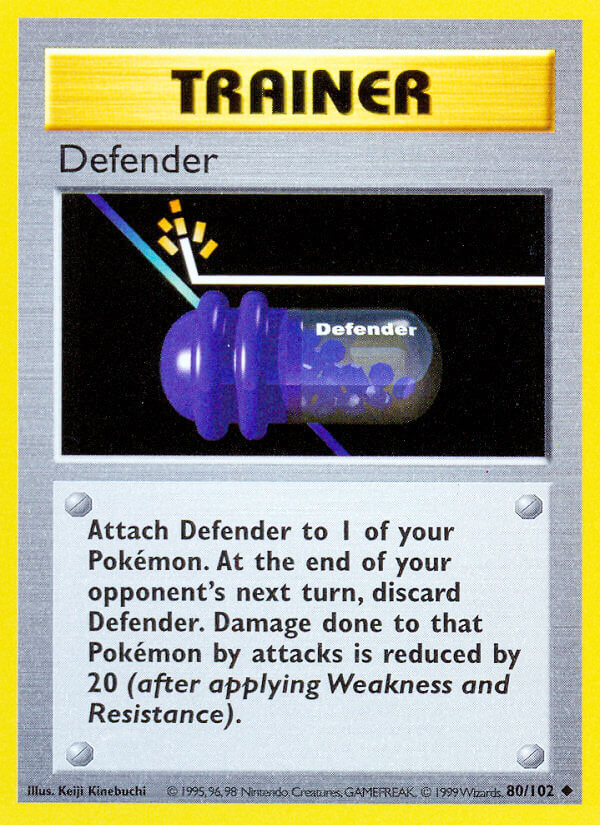 TRAINER
Defender
Defender
Attach Defender to 1 of your
Pokémon. At the end of your
opponent's next turn, discard
Defender. Damage done to that
Pokémon by attacks is reduced by
20 (after applying Weakness and
Resistance).
Illus. Keiji Kinebuchi © 1995, 96, 98 Nintendo, Creatures, GAMEFREAK. © 1999 Wizards. 80/102 ◆